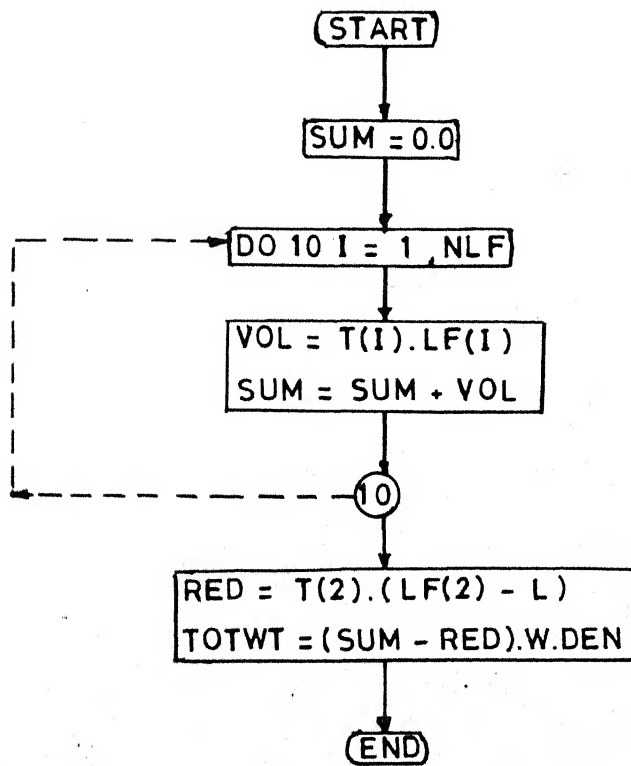 START
SUM = 0.0
DO 10 I = 1 , NLF
VOL = T(I).LF(I)
SUM = SUM + VOL
10
RED = T(2).(LF(2) - L)
TOTWT = (SUM - RED).W.DEN
END